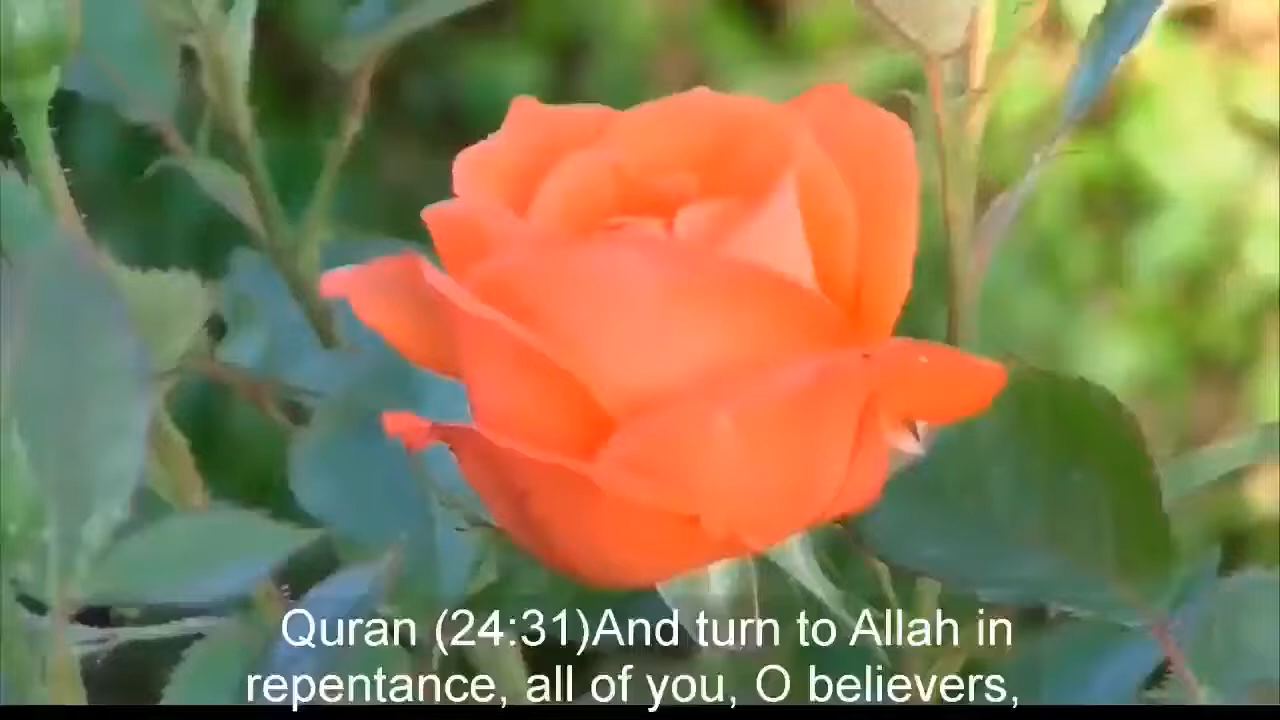 Quran (24:31)And turn to Allah in
repentance, all of you, O believers,